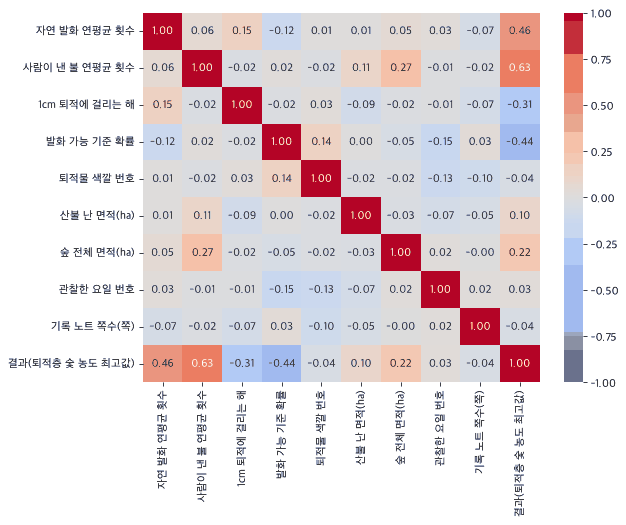 자연 발화 연평균 횟수 1.00 0.06 0.15 −0.12 0.01 0.01 0.05 0.03 −0.07 0.46
사람이 낸 불 연평균 횟수 0.06 1.00 −0.02 0.02 −0.02 0.11 0.27 −0.01 −0.02 0.63
1cm 퇴적에 걸리는 해 0.15 −0.02 1.00 −0.02 0.03 −0.09 −0.02 −0.01 −0.07 −0.31
발화 가능 기준 확률 −0.12 0.02 −0.02 1.00 0.14 0.00 −0.05 −0.15 0.03 −0.44
퇴적물 색깔 번호 0.01 −0.02 0.03 0.14 1.00 −0.02 −0.02 −0.13 −0.10 −0.04
산불 난 면적(ha) 0.01 0.11 −0.09 0.00 −0.02 1.00 −0.03 −0.07 −0.05 0.10
숲 전체 면적(ha) 0.05 0.27 −0.02 −0.05 −0.02 −0.03 1.00 0.02 −0.00 0.22
관찰한 요일 번호 0.03 −0.01 −0.01 −0.15 −0.13 −0.07 0.02 1.00 0.02 0.03
기록 노트 쪽수(쪽) −0.07 −0.02 −0.07 0.03 −0.10 −0.05 −0.00 0.02 1.00 −0.04
결과(퇴적층 숯 농도 최고값) 0.46 0.63 −0.31 −0.44 −0.04 0.10 0.22 0.03 −0.04 1.00
자연 발화 연평균 횟수
사람이 낸 불 연평균 횟수
1cm 퇴적에 걸리는 해
발화 가능 기준 확률
퇴적물 색깔 번호
산불 난 면적(ha)
숲 전체 면적(ha)
관찰한 요일 번호
기록 노트 쪽수(쪽)
결과(퇴적층 숯 농도 최고값)
1.00
0.75
0.50
0.25
0.00
−0.25
−0.50
−0.75
−1.00